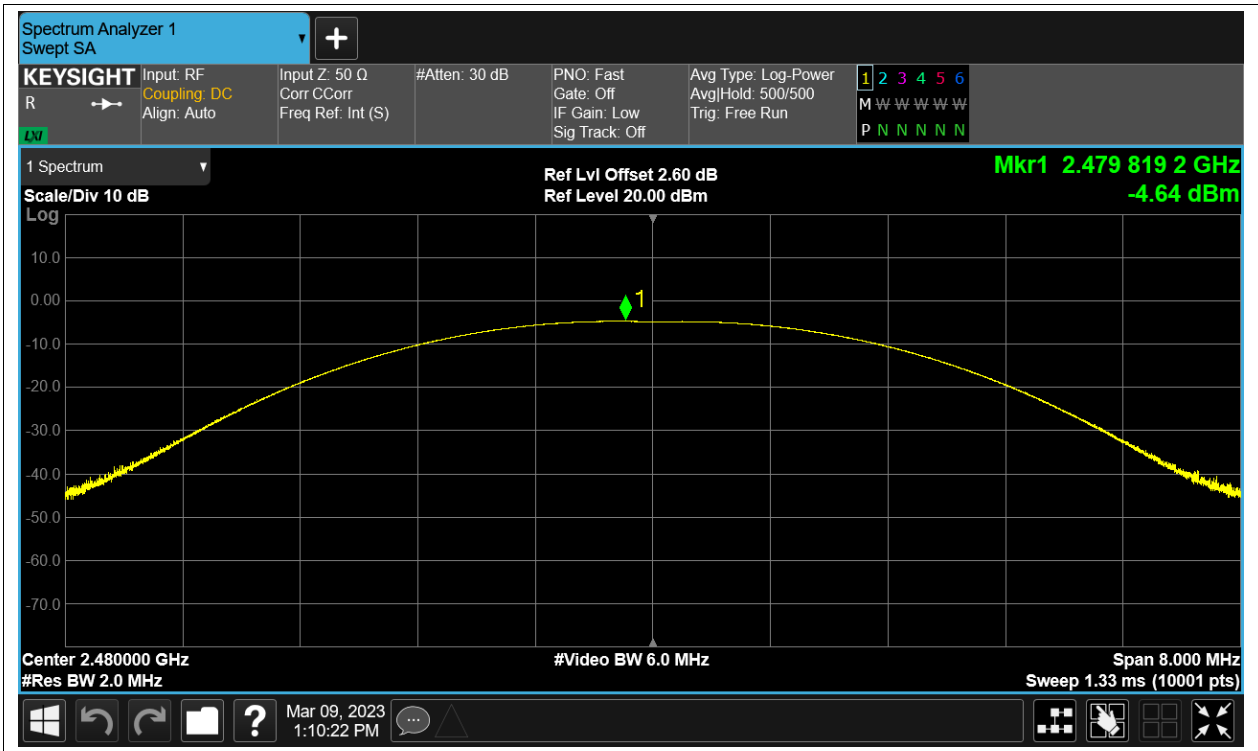 Spectrum Analyzer 1
Swept SA
KEYSIGHT
R
LXI
Input: RF
Coupling: DC
Align: Auto
Input Z: 50 Ω
Corr CCorr
Freq Ref: Int (S)
#Atten: 30 dB
PNO: Fast
Gate: Off
IF Gain: Low
Sig Track: Off
Avg Type: Log-Power
Avg|Hold: 500/500
Trig: Free Run
1 2 3 4 5 6
M W W W W W
P N N N N N
1 Spectrum
Scale/Div 10 dB
Log
Ref Lvl Offset 2.60 dB
Ref Level 20.00 dBm
Mkr1 2.479 819 2 GHz
-4.64 dBm
10.0
0.00
-10.0
-20.0
-30.0
-40.0
-50.0
-60.0
-70.0
1
Center 2.480000 GHz
#Res BW 2.0 MHz
#Video BW 6.0 MHz
Span 8.000 MHz
Sweep 1.33 ms (10001 pts)
?
Mar 09, 2023
1:10:22 PM